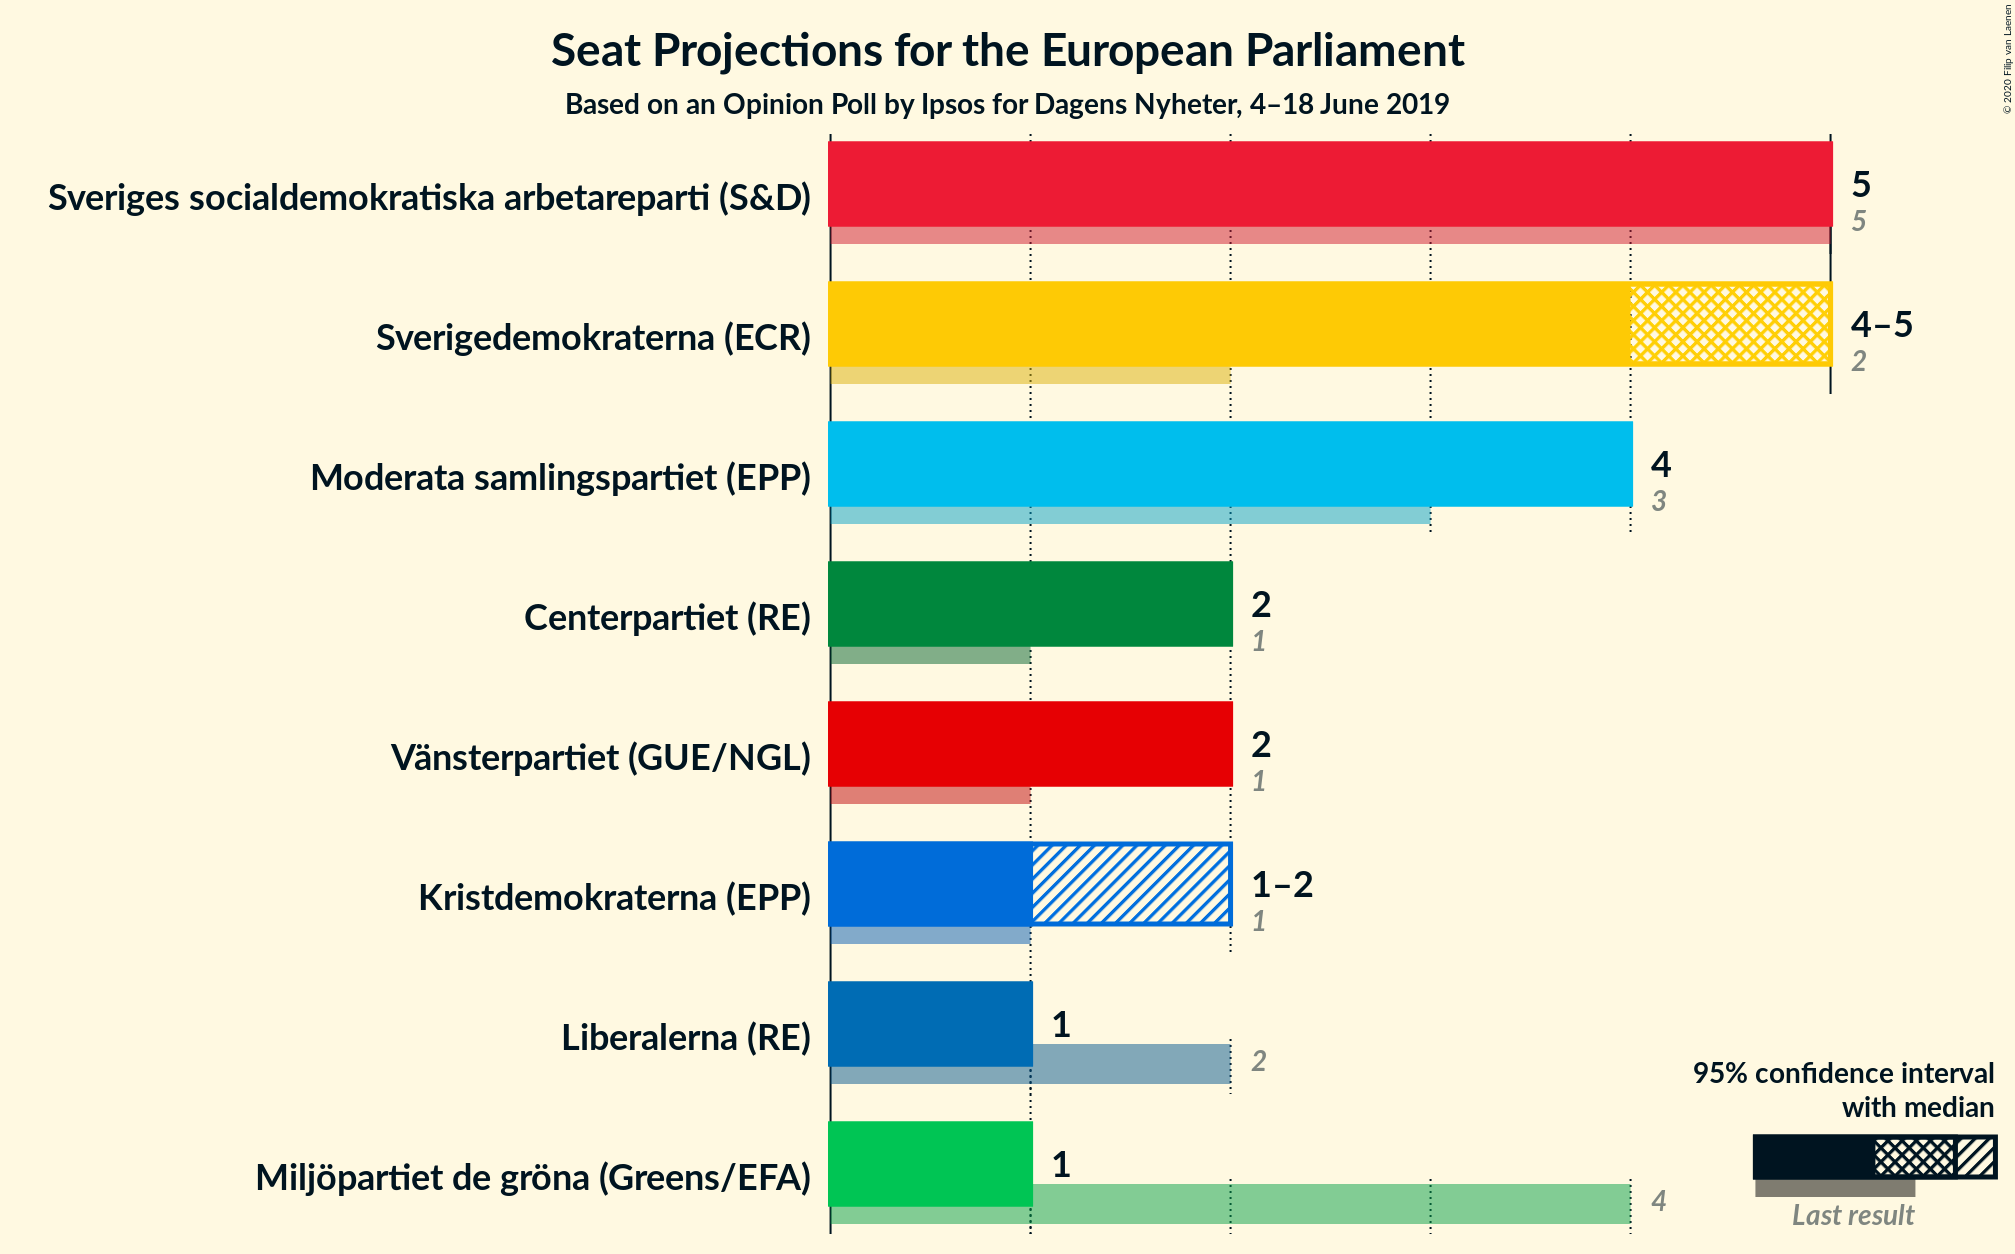 Seat Projections for the European Parliament
Based on an Opinion Poll by Ipsos for Dagens Nyheter, 4–18 June 2019
© 2020 Filip van Laenen
Sveriges socialdemokratiska arbetareparti (S&D)
5
5
Sverigedemokraterna (ECR)
4–5
2
Moderata samlingspartiet (EPP)
4
3
Centerpartiet (RE)
2
1
Vänsterpartiet (GUE/NGL)
2
1
Kristdemokraterna (EPP)
1–2
1
Liberalerna (RE)
1
2
Miljöpartiet de gröna (Greens/EFA)
1
4
95% confidence interval
with median
Last result